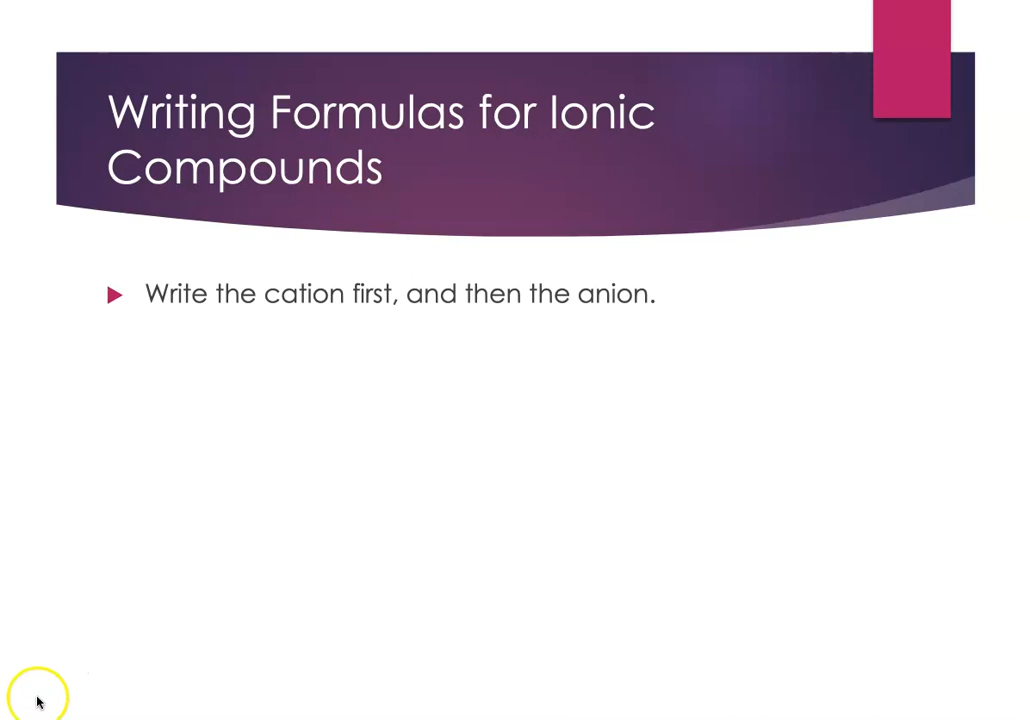 Writing Formulas for Ionic
Compounds
Write the cation first, and then the anion.